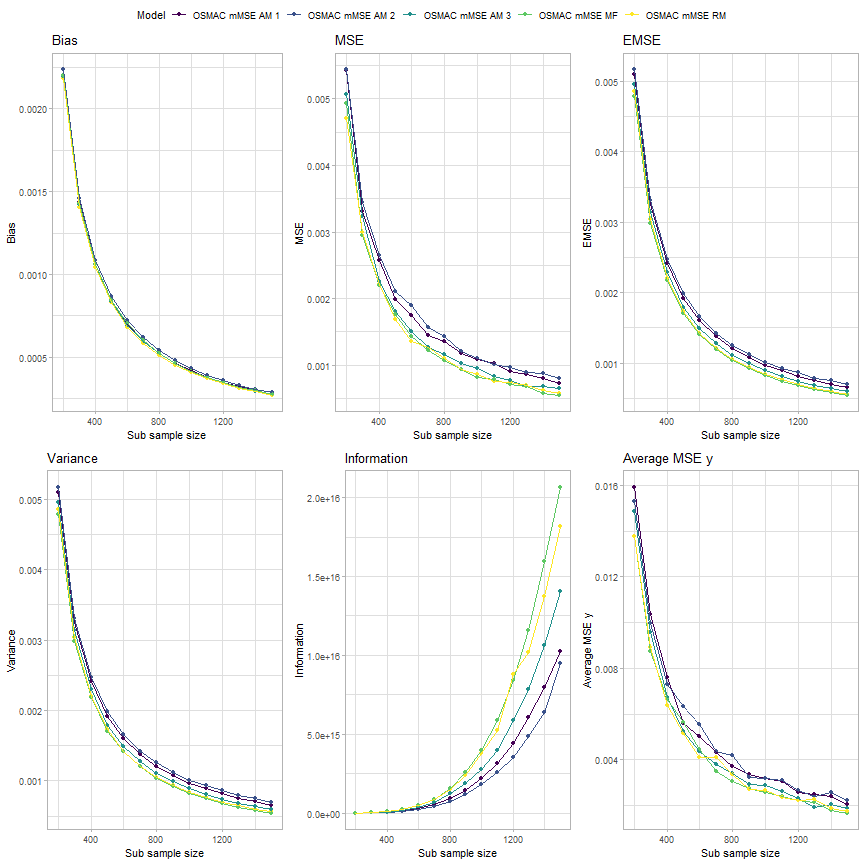 Model OSMAC mMSE AM 1 OSMAC mMSE AM 2 OSMAC mMSE AM 3 OSMAC mMSE MF OSMAC mMSE RM
Bias
0.0020
0.0015
0.0010
0.0005
Bias
400 800 1200
Sub sample size
MSE
0.005
0.004
0.003
0.002
0.001
MSE
400 800 1200
Sub sample size
EMSE
0.005
0.004
0.003
0.002
0.001
EMSE
400 800 1200
Sub sample size
Variance
0.005
0.004
0.003
0.002
0.001
Variance
400 800 1200
Sub sample size
Information
2.0e+16
1.5e+16
1.0e+16
5.0e+15
0.0e+00
Information
400 800 1200
Sub sample size
Average MSE y
0.016
0.012
0.008
0.004
Average MSE y
400 800 1200
Sub sample size